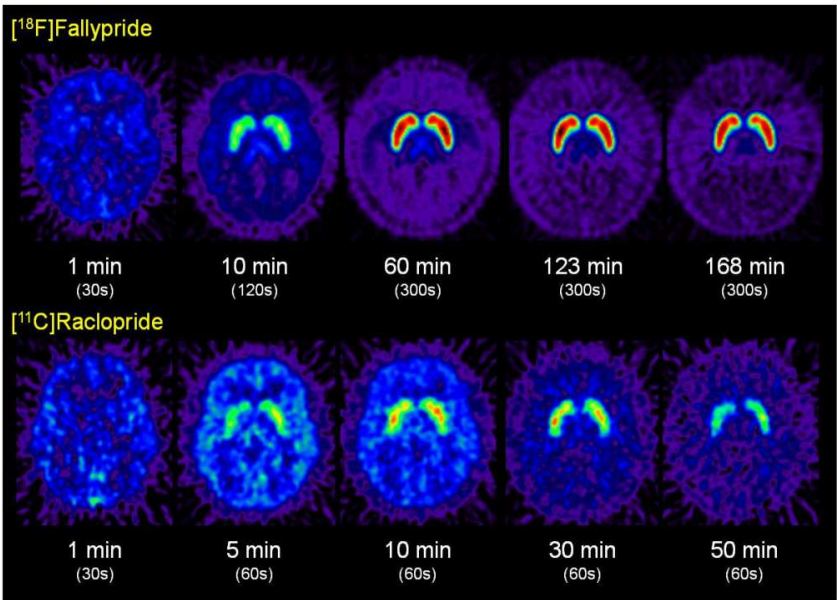 [¹⁸F]Fallypride
1 min 10 min 60 min 123 min 168 min
(30s) (120s) (300s) (300s) (300s)
[¹¹C]Raclopride
1 min 5 min 10 min 30 min 50 min
(30s) (60s) (60s) (60s) (60s)